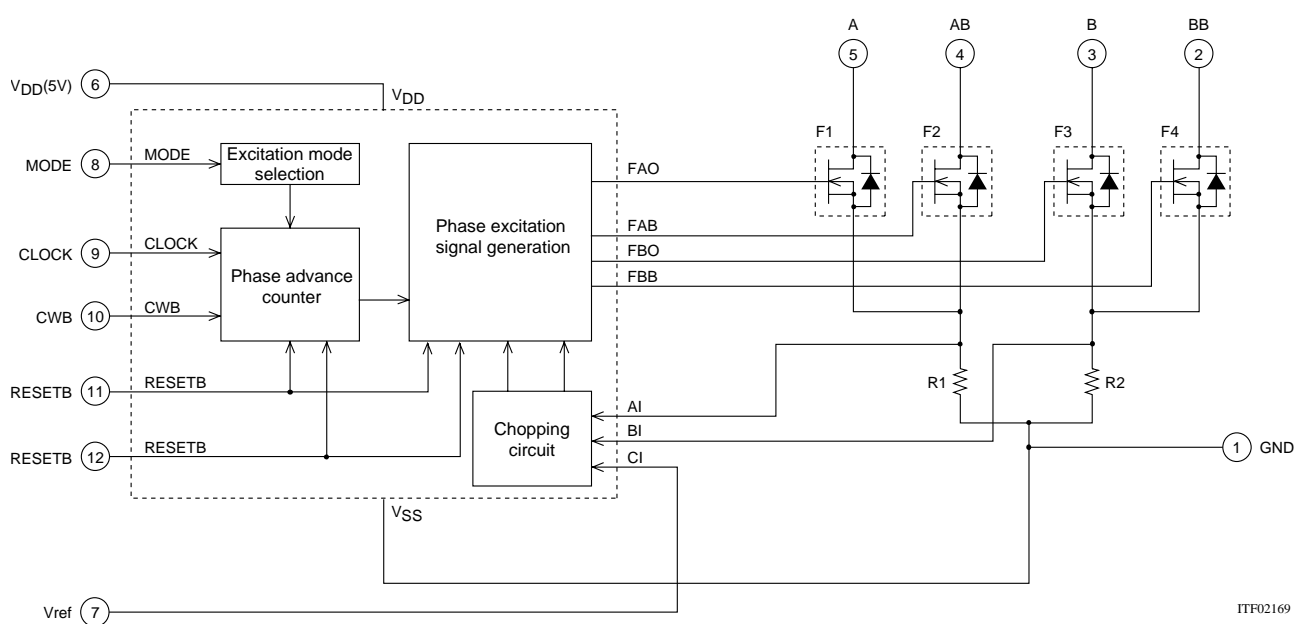 A AB B BB
5 4 3 2
VDD(5V) 6
VDD
F1 F2 F3 F4
MODE 8 MODE
Excitation mode
selection
FAO
Phase excitation
signal generation
FAB
FBO
FBB
CLOCK 9 CLOCK
Phase advance
counter
CWB 10 CWB
RESETB 11 RESETB
R1 R2
AI
BI
CI
Chopping
circuit
RESETB 12 RESETB
1 GND
VSS
Vref 7
ITF02169